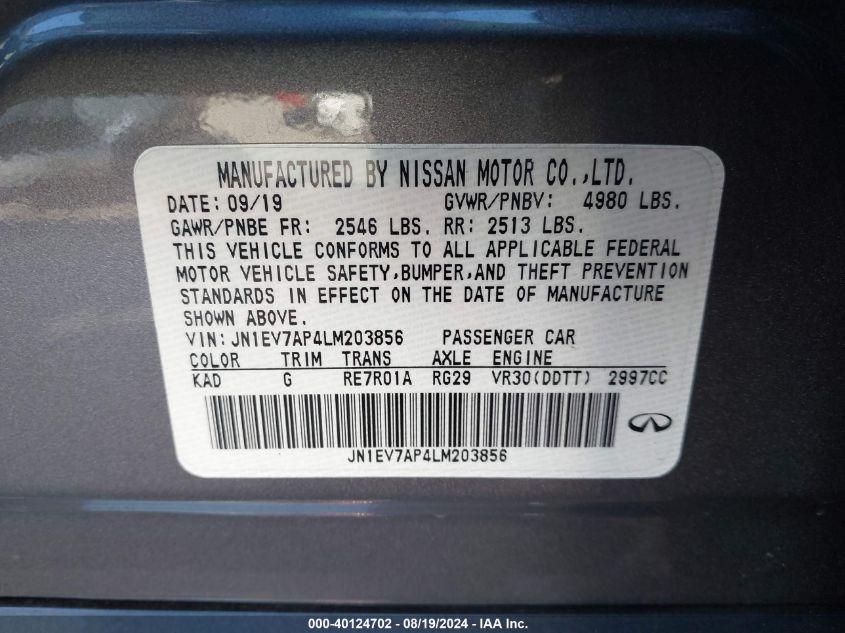 MANUFACTURED BY NISSAN MOTOR CO.,LTD.
DATE: 09/19 GVWR/PNBV: 4980 LBS.
GAWR/PNBE FR: 2546 LBS. RR: 2513 LBS.
THIS VEHICLE CONFORMS TO ALL APPLICABLE FEDERAL
MOTOR VEHICLE SAFETY,BUMPER,AND THEFT PREVENTION
STANDARDS IN EFFECT ON THE DATE OF MANUFACTURE
SHOWN ABOVE.
VIN: JN1EV7AP4LM203856 PASSENGER CAR
COLOR TRIM TRANS AXLE ENGINE
KAD G RE7R01A RG29 VR30(DDTT) 2997CC
JN1EV7AP4LM203856
000-40124702 - 08/19/2024 - IAA Inc.